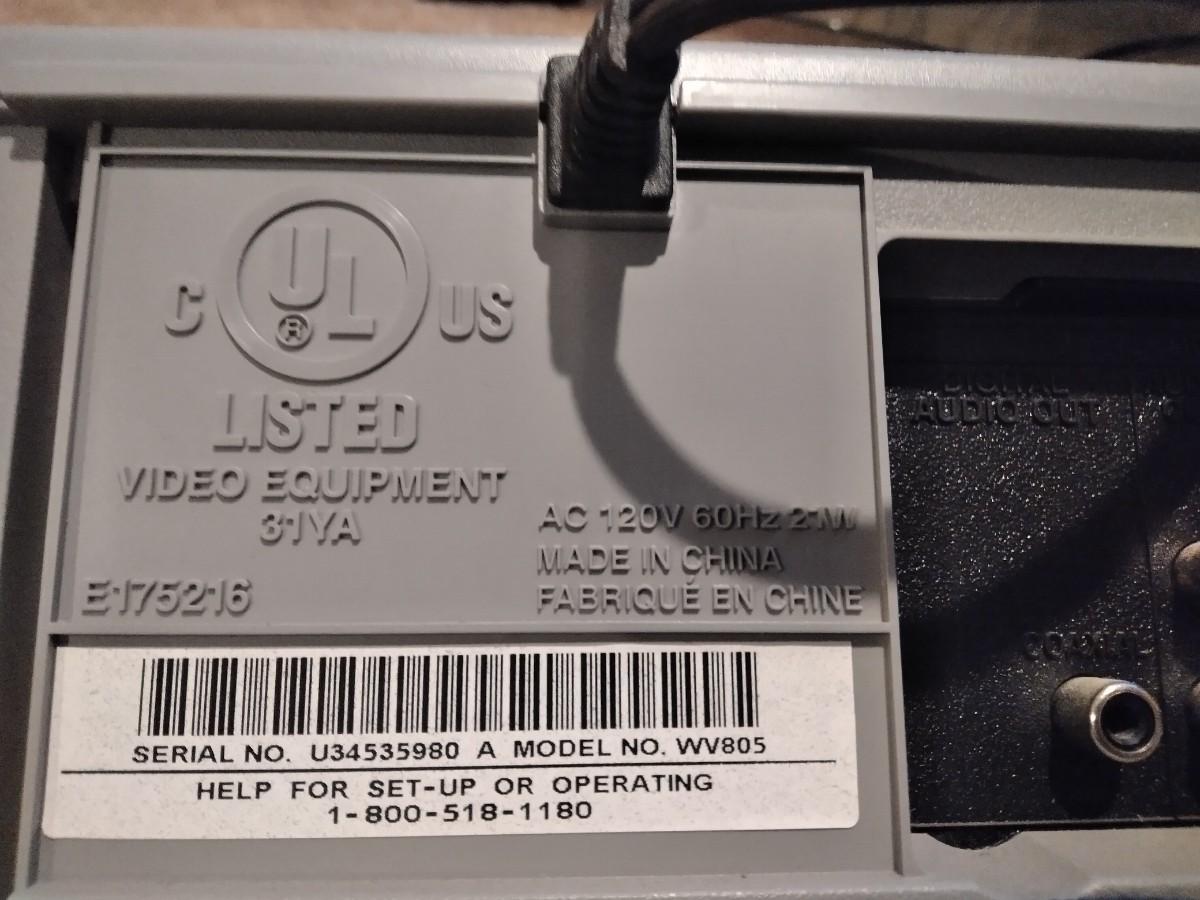 C UL® US
LISTED
VIDEO EQUIPMENT
31YA
E175216
AC 120V 60Hz 21W
MADE IN CHINA
FABRIQUÉ EN CHINE
SERIAL NO. U34535980 A MODEL NO. WV805
HELP FOR SET-UP OR OPERATING
1-800-518-1180
DIGITAL
AUDIO OUT
COAXIAL